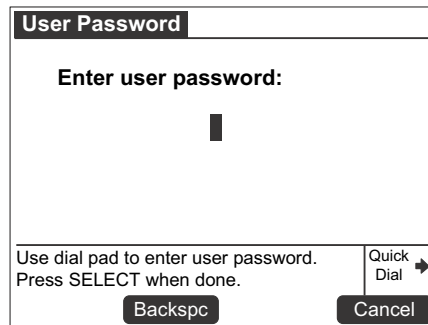 User Password
Enter user password:
Use dial pad to enter user password.
Press SELECT when done.
Quick
Dial
Backspc
Cancel